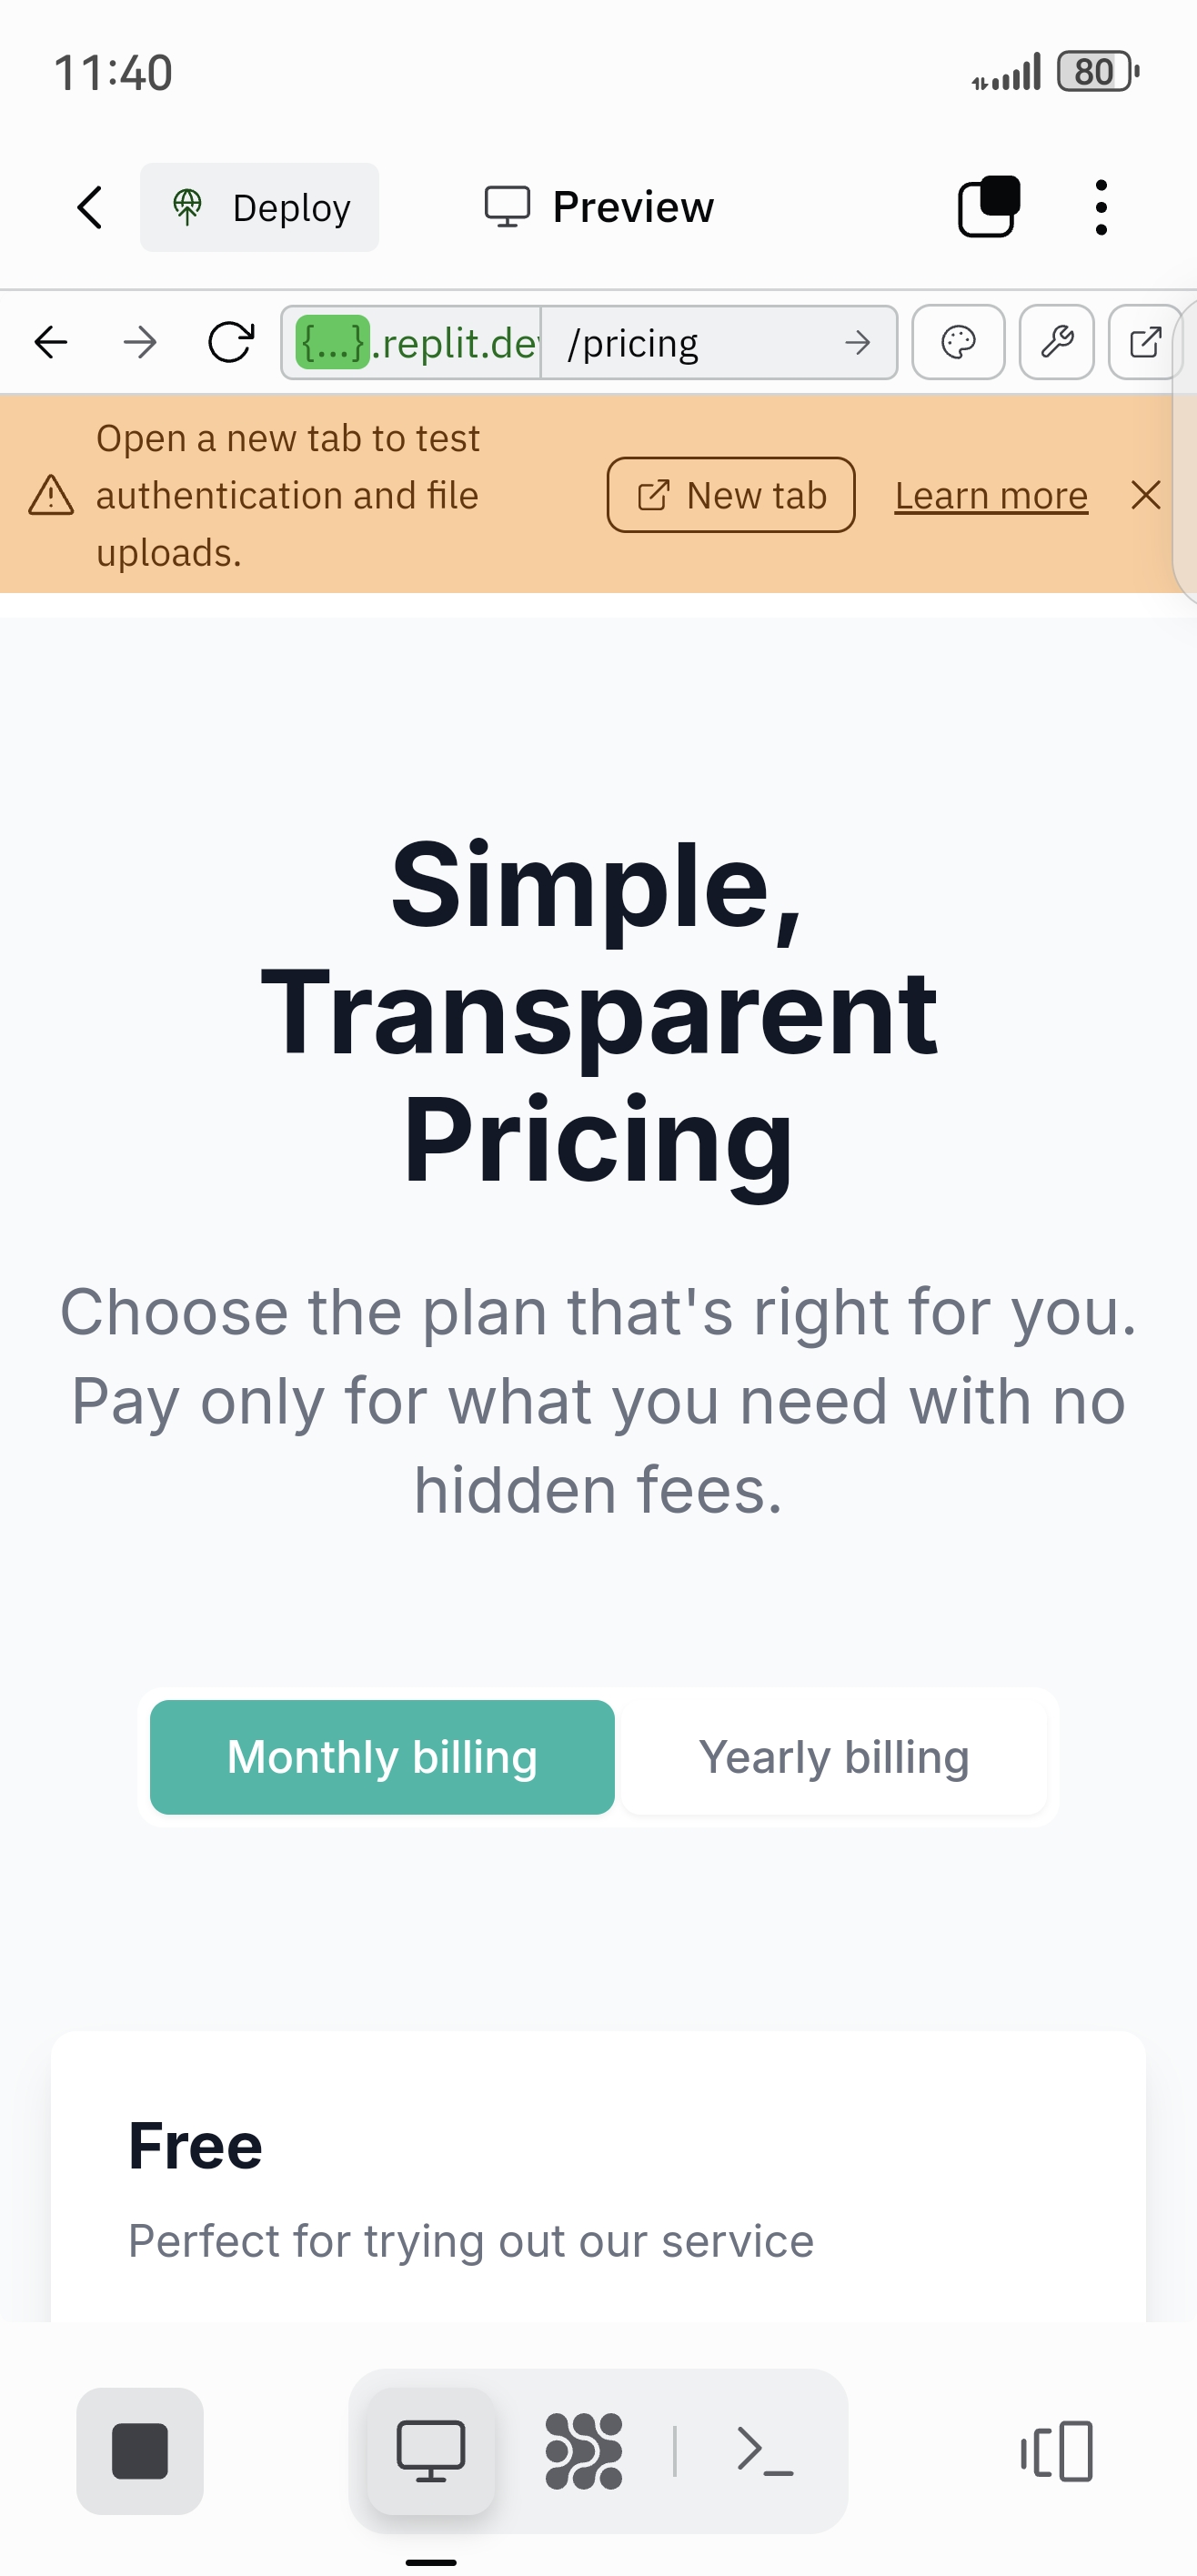 11:40
80
Deploy
Preview
{...}.replit.dev
/pricing
Open a new tab to test
authentication and file
uploads.
New tab
Learn more
Simple,
Transparent
Pricing
Choose the plan that's right for you.
Pay only for what you need with no
hidden fees.
Monthly billing
Yearly billing
Free
Perfect for trying out our service